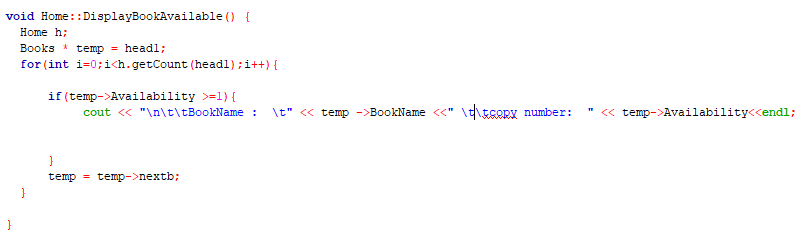 void Home::DisplayBookAvailable() {
Home h;
Books * temp = head1;
for(int i=0;i<h.getCount(head1);i++){
if(temp->Availability >=1){
cout << "\n\t\tBookName :  \t" << temp ->BookName <<" \t\tcopy number:  " << temp->Availability<<endl;
}
temp = temp->nextb;
}
}